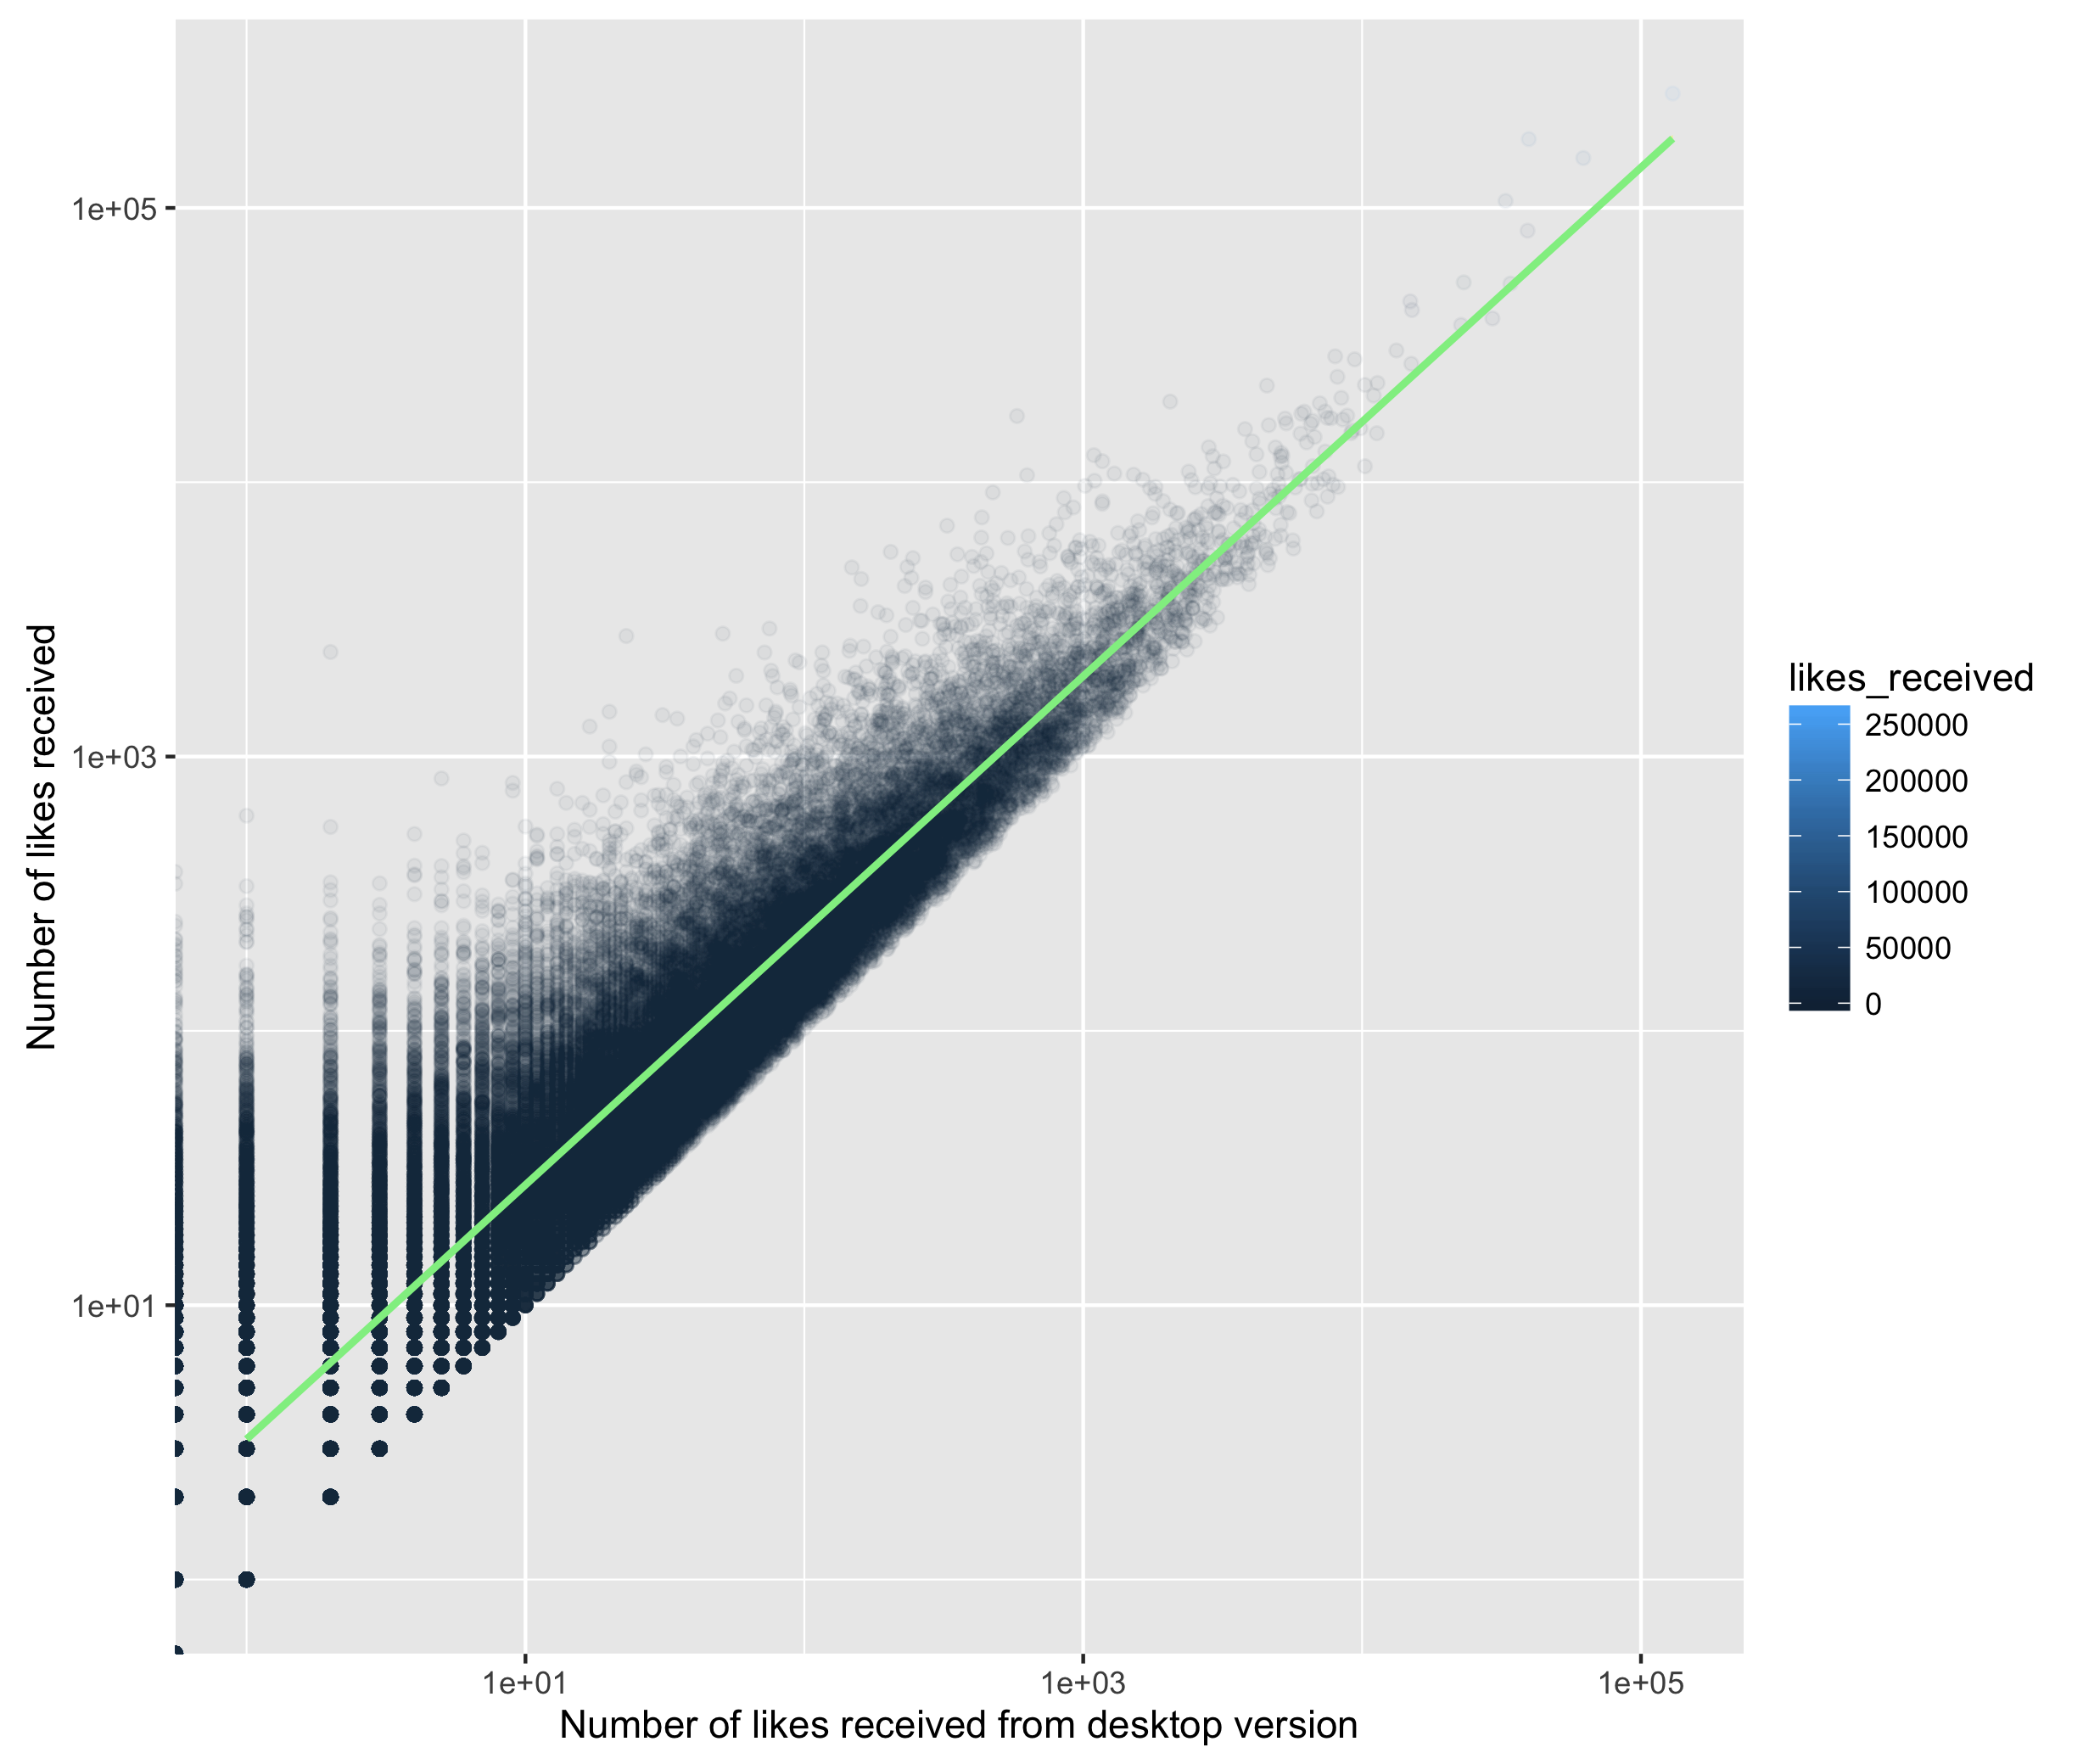 Number of likes received
1e+05
1e+03
1e+01
1e+01
1e+03
1e+05
Number of likes received from desktop version
likes_received
250000
200000
150000
100000
50000
0